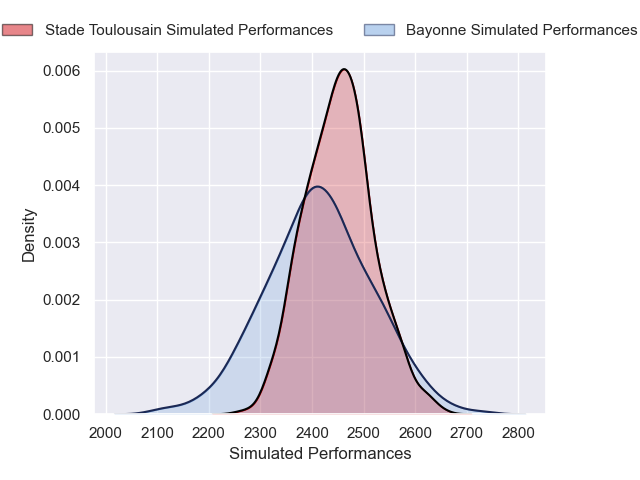 Stade Toulousain Simulated Performances
Bayonne Simulated Performances
0.006
0.005
0.004
0.003
0.002
0.001
0.000
Density
2000 2100 2200 2300 2400 2500 2600 2700 2800
Simulated Performances